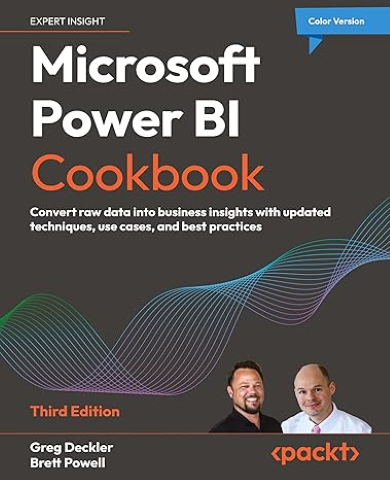 EXPERT INSIGHT
Color Version
Microsoft
Power BI
Cookbook
Convert raw data into business insights with updated
techniques, use cases, and best practices
Third Edition
Greg Deckler
Brett Powell
<packt>